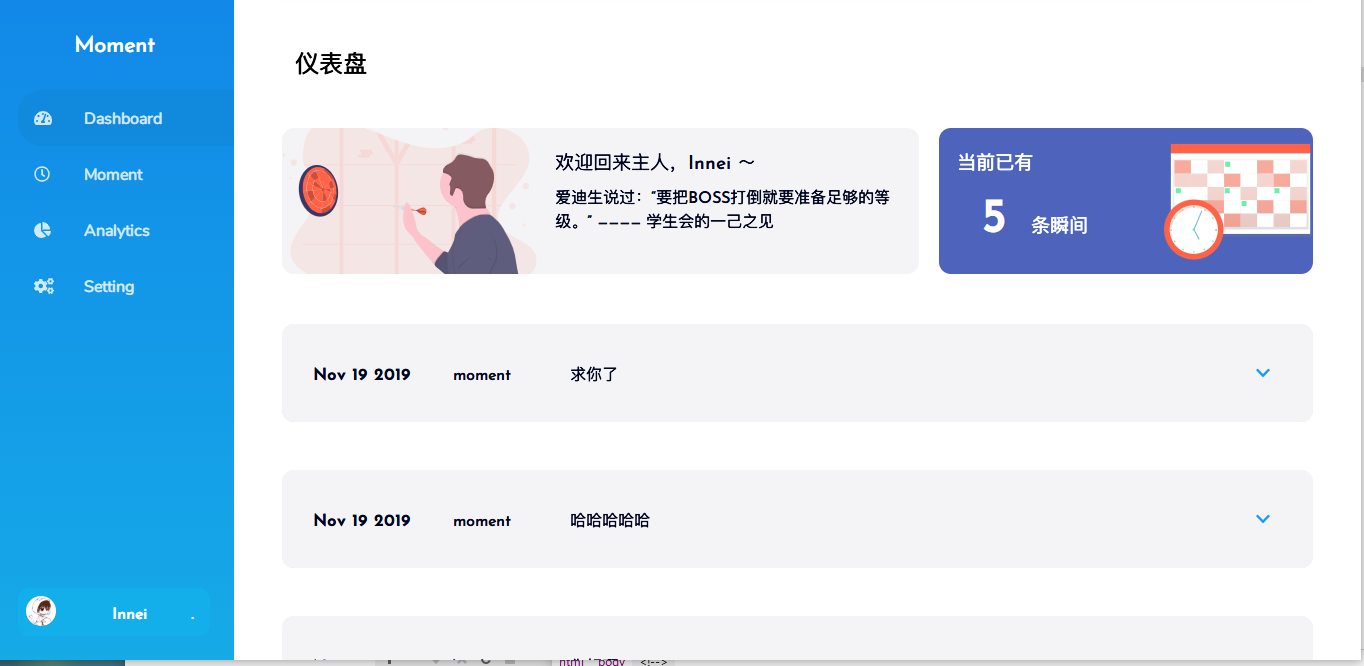 Moment
Dashboard
Moment
Analytics
Setting
Innei
.
仪表盘
欢迎回来主人，Innei ～
爱迪生说过：“要把BOSS打倒就要准备足够的等
级。” ---- 学生会的一己之见
当前已有
5 条瞬间
Nov 19 2019 moment 求你了
Nov 19 2019 moment 哈哈哈哈哈
html body <!-->